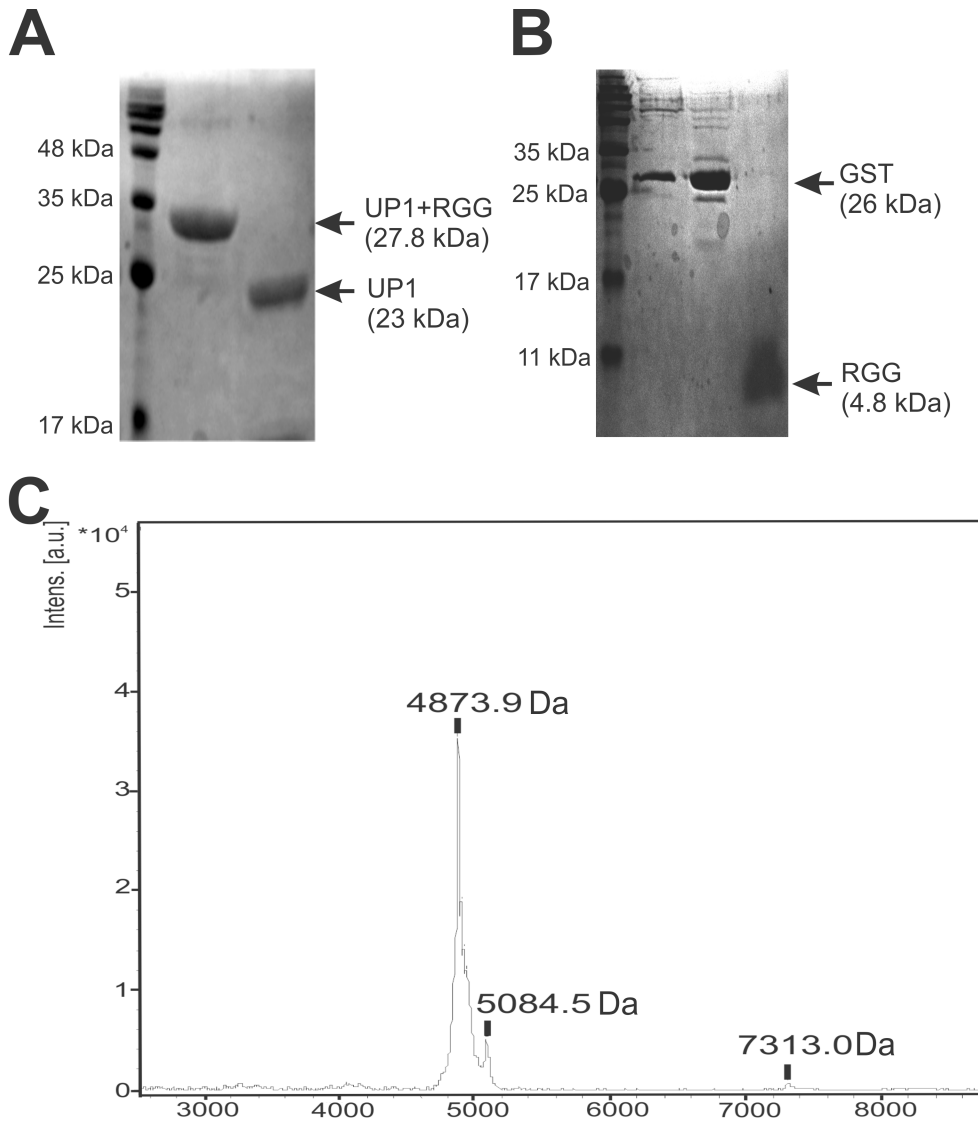 A
48 kDa
35 kDa
25 kDa
17 kDa
UP1+RGG
(27.8 kDa)
UP1
(23 kDa)
B
35 kDa
25 kDa
17 kDa
11 kDa
GST
(26 kDa)
RGG
(4.8 kDa)
C
Intens. [a.u.]
*10⁴
5
4
3
2
1
0
4873.9 Da
5084.5 Da
7313.0Da
3000 4000 5000 6000 7000 8000